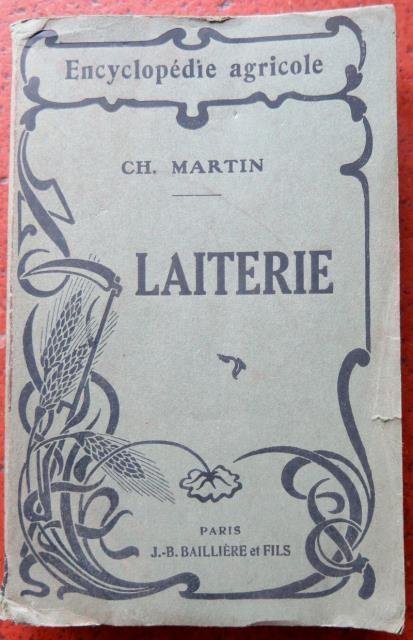 Encyclopédie agricole
CH. MARTIN
LAITERIE
PARIS
J.-B. BAILLIÈRE et FILS